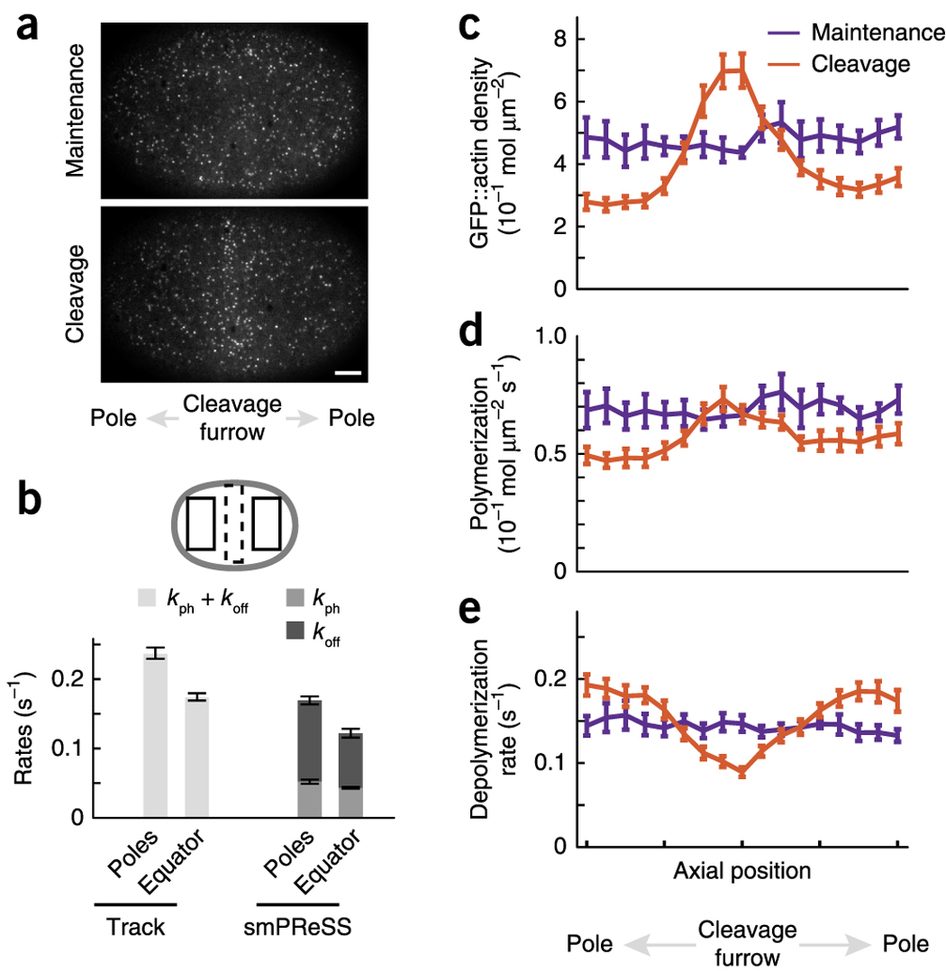 a
Maintenance
Cleavage
Pole
Cleavage
furrow
Pole
b
kph + koff
kph
koff
Rates (s−1)
0.2
0.1
0
Poles
Equator
Poles
Equator
Track
smPReSS
c
Maintenance
Cleavage
GFP::actin density
(10−1 mol μm−2)
8
6
4
2
0
d
Polymerization
(10−1 mol μm−2 s−1)
1.0
0.5
0
e
Depolymerization
rate (s−1)
0.2
0.1
0
Axial position
Pole
Cleavage
furrow
Pole